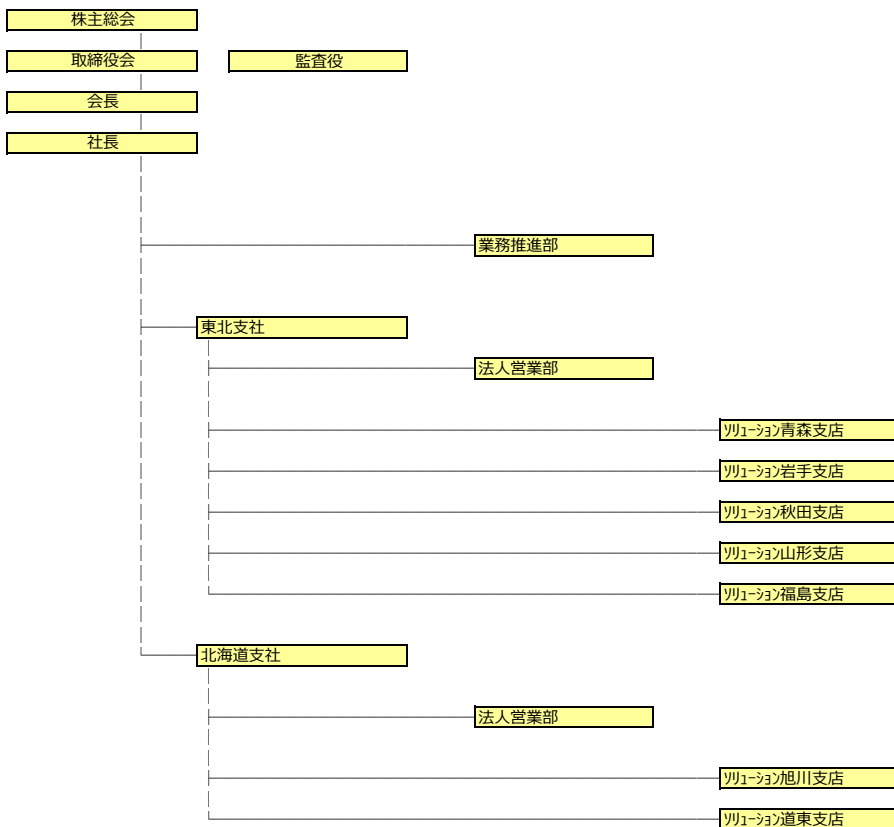 株主総会
取締役会
監査役
会長
社長
業務推進部
東北支社
法人営業部
ｿﾘｭｰｼｮﾝ青森支店
ｿﾘｭｰｼｮﾝ岩手支店
ｿﾘｭｰｼｮﾝ秋田支店
ｿﾘｭｰｼｮﾝ山形支店
ｿﾘｭｰｼｮﾝ福島支店
北海道支社
法人営業部
ｿﾘｭｰｼｮﾝ旭川支店
ｿﾘｭｰｼｮﾝ道東支店